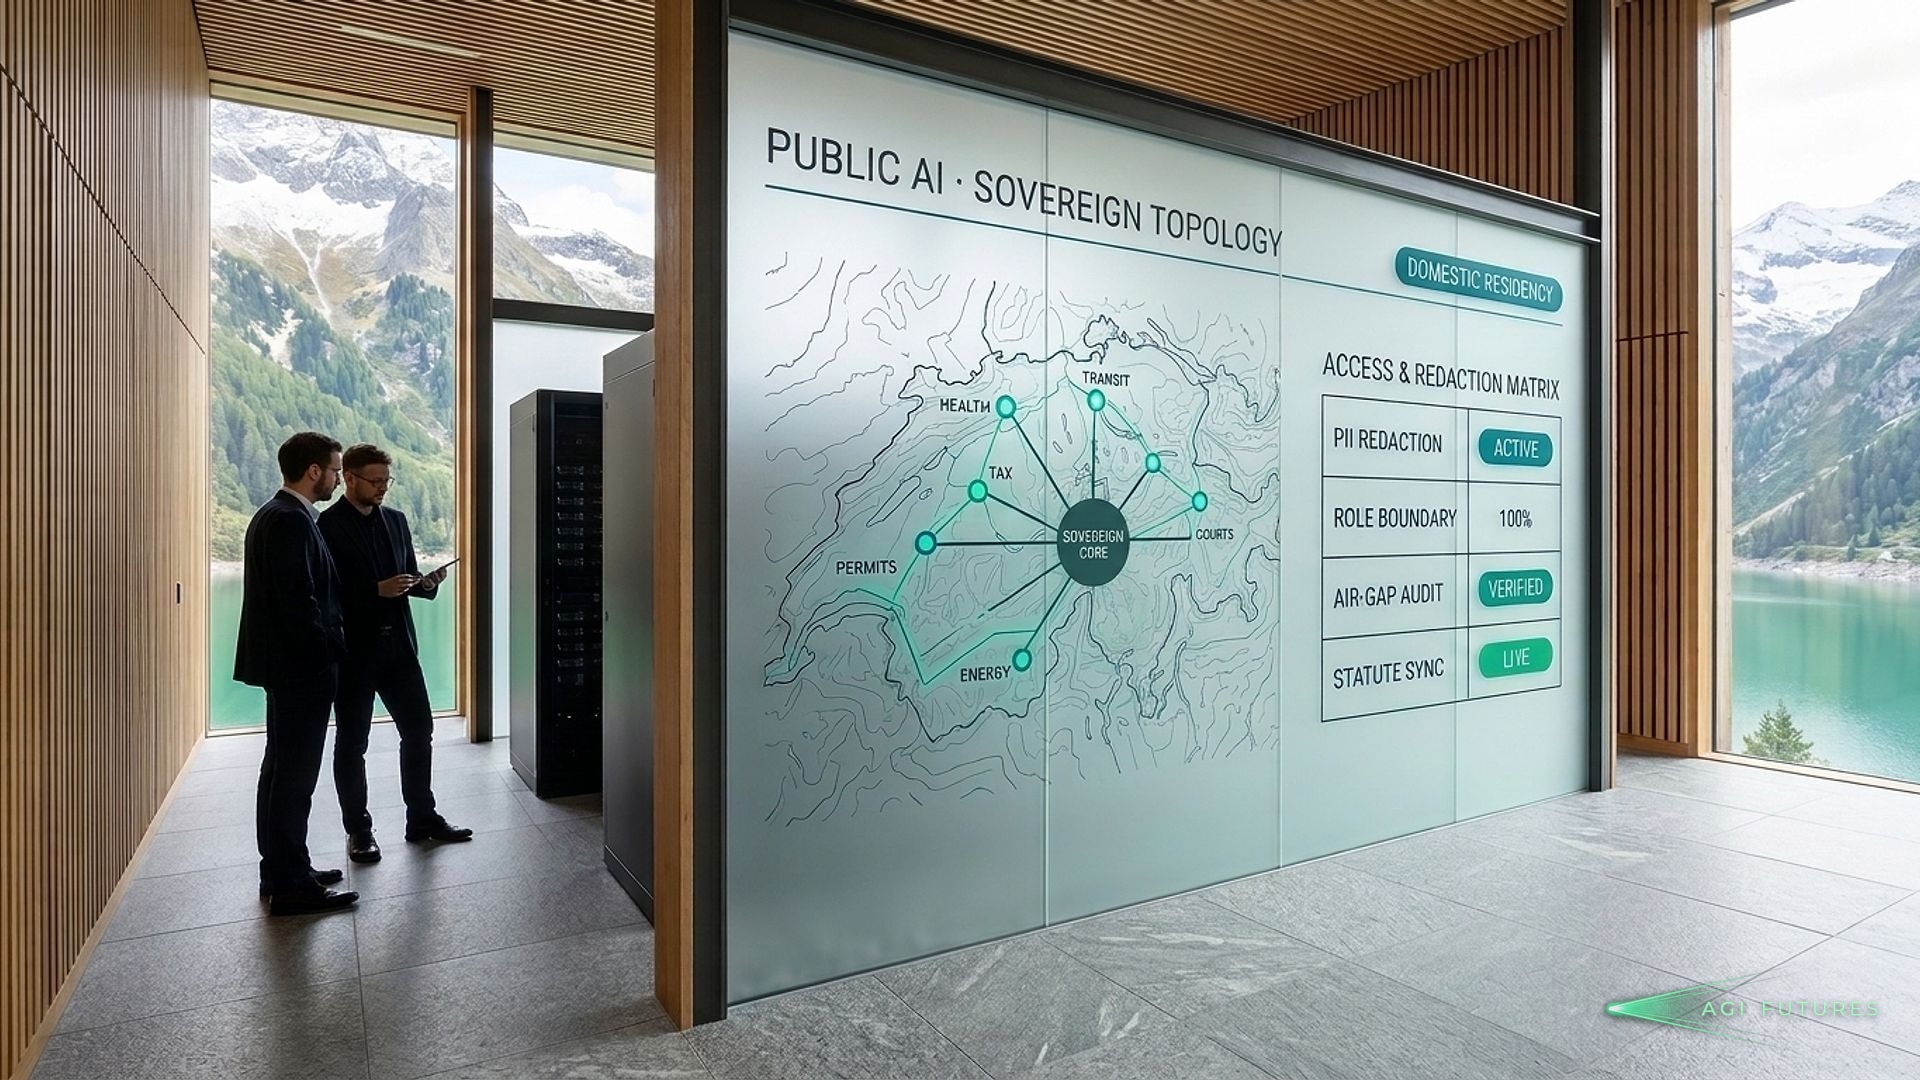 PUBLIC AI · SOVEREIGN TOPOLOGY
DOMESTIC RESIDENCY
ACCESS & REDACTION MATRIX
PII REDACTION
ACTIVE
ROLE BOUNDARY
100%
AIR-GAP AUDIT
VERIFIED
STATUTE SYNC
LIVE
TRANSIT
HEALTH
TAX
SOVEREIGN
CORE
COURTS
PERMITS
ENERGY
AGI FUTURES